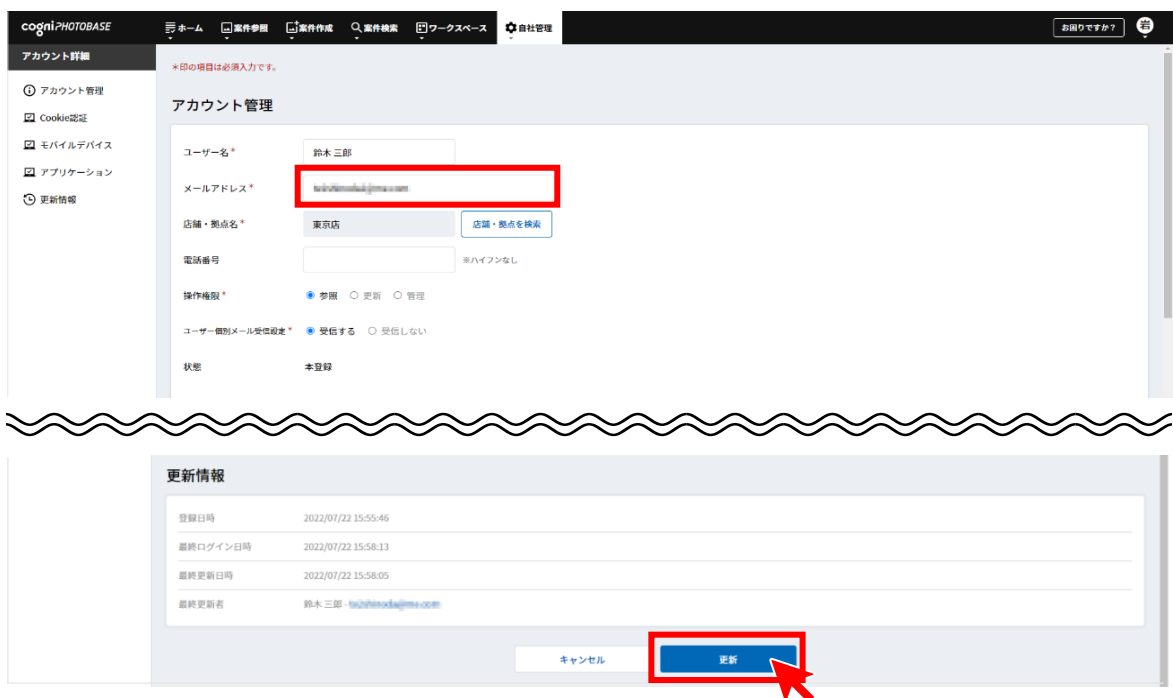 cogni PHOTOBASE ホーム 案件参照 案件作成 案件検索 ワークスペース 自社管理 お困りですか? 岩
アカウント詳細
アカウント管理
Cookie認証
モバイルデバイス
アプリケーション
更新情報
*印の項目は必須入力です。
アカウント管理
ユーザー名* 鈴木 三郎
メールアドレス*
店舗・拠点名* 東京店 店舗・拠点を検索
電話番号 ※ハイフンなし
操作権限* 参照 更新 管理
ユーザー個別メール受信設定* 受信する 受信しない
状態 本登録
更新情報
登録日時 2022/07/22 15:55:46
最終ログイン日時 2022/07/22 15:58:13
最終更新日時 2022/07/22 15:58:05
最終更新者 鈴木 三郎 -
キャンセル 更新